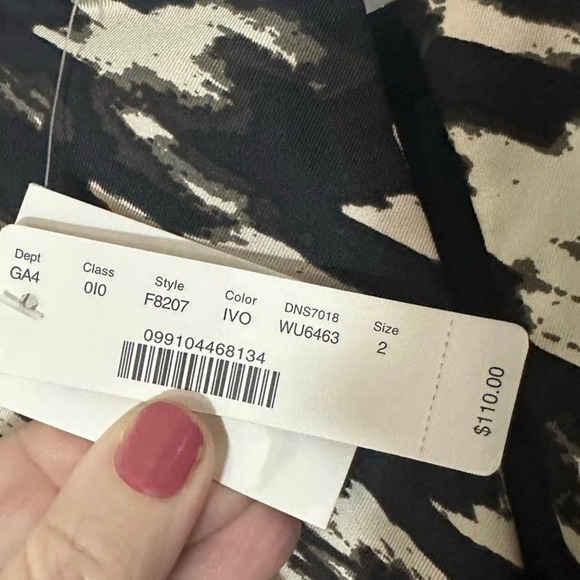 Dept Class Style Color DNS7018 Size
GA4 0I0 F8207 IVO WU6463 2
099104468134
$110.00